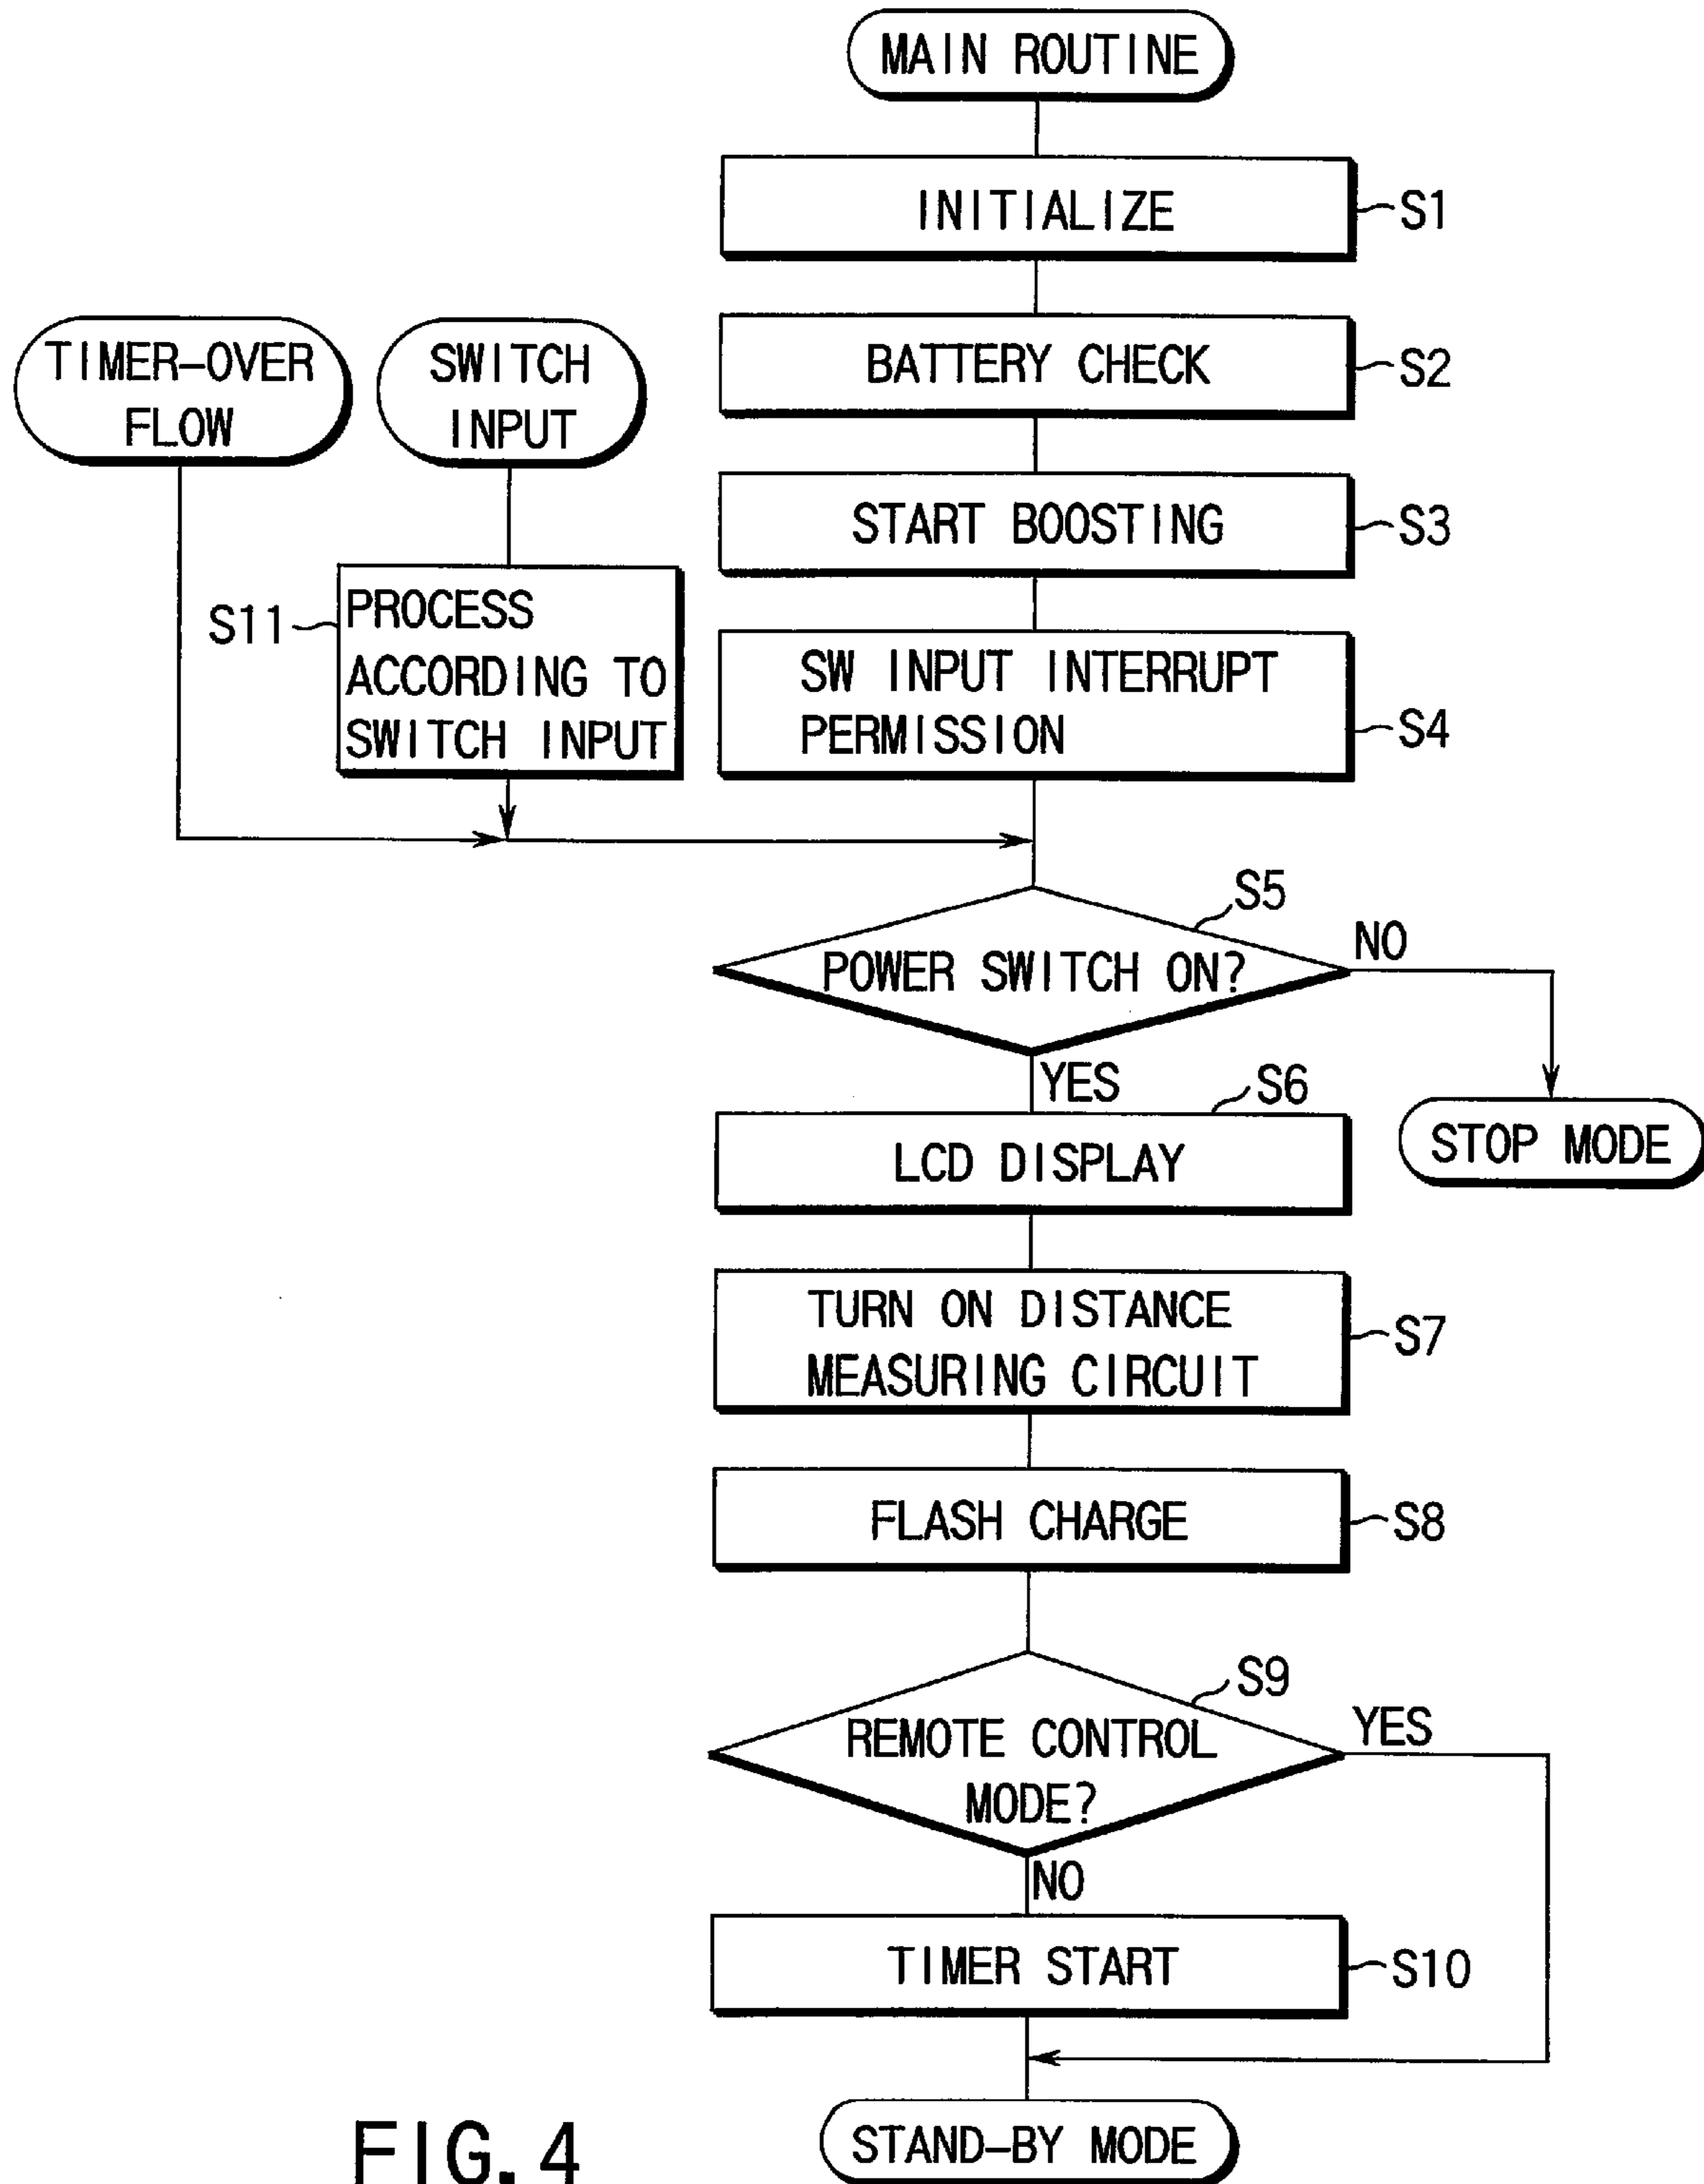 MAIN ROUTINE
INITIALIZE
S1
BATTERY CHECK
S2
START BOOSTING
S3
SW INPUT INTERRUPT
PERMISSION
S4
TIMER-OVER
FLOW
SWITCH
INPUT
S11
PROCESS
ACCORDING TO
SWITCH INPUT
S5
POWER SWITCH ON?
NO
STOP MODE
YES
S6
LCD DISPLAY
TURN ON DISTANCE
MEASURING CIRCUIT
S7
FLASH CHARGE
S8
S9
REMOTE CONTROL
MODE?
YES
NO
TIMER START
S10
STAND-BY MODE
FIG. 4